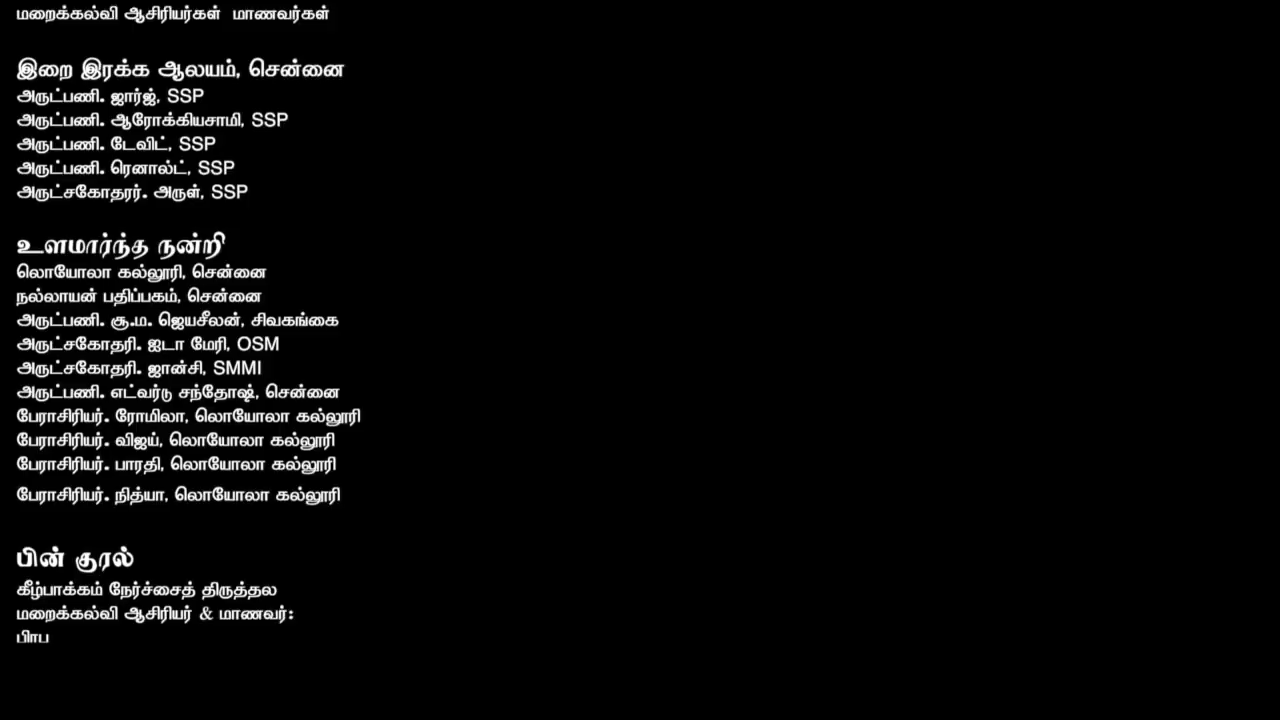 மறைக்கல்வி ஆசிரியர்கள் மாணவர்கள்
இறை இரக்க ஆலயம், சென்னை
அருட்பணி. ஜார்ஜ், SSP
அருட்பணி. ஆரோக்கியசாமி, SSP
அருட்பணி. டேவிட், SSP
அருட்பணி. ரெனால்ட், SSP
அருட்சகோதரர். அருள், SSP
உளமார்ந்த நன்றி
லொயோலா கல்லூரி, சென்னை
நல்லாயன் பதிப்பகம், சென்னை
அருட்பணி. சூ.ம. ஜெயசீலன், சிவகங்கை
அருட்சகோதரி. ஐடா மேரி, OSM
அருட்சகோதரி. ஜான்சி, SMMI
அருட்பணி. எட்வர்டு சந்தோஷ், சென்னை
பேராசிரியர். ரோமிலா, லொயோலா கல்லூரி
பேராசிரியர். விஜய், லொயோலா கல்லூரி
பேராசிரியர். பாரதி, லொயோலா கல்லூரி
பேராசிரியர். நித்யா, லொயோலா கல்லூரி
பின் குரல்
கீழ்பாக்கம் நேர்ச்சைத் திருத்தல
மறைக்கல்வி ஆசிரியர் & மாணவர்: